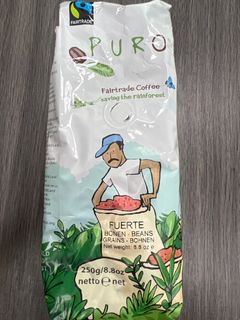 FAIRTRADE
PURO
Fairtrade Coffee
saving the rainforest
FUERTE
BONEN - BEANS
GRAINS - BOHNEN
Net weight: 8.8 oz e
250g/8.8oz
netto e net